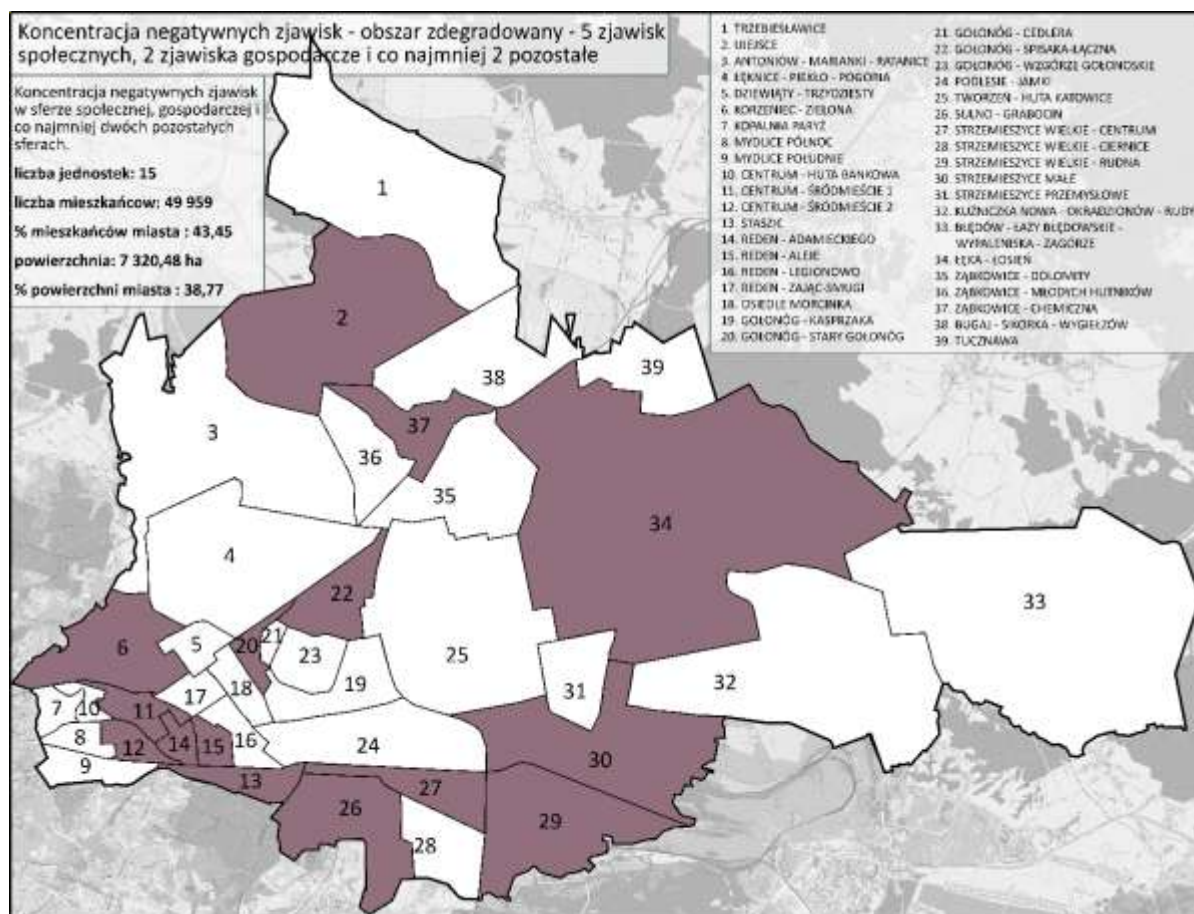 Koncentracja negatywnych zjawisk - obszar zdegradowany - 5 zjawisk
społecznych, 2 zjawiska gospodarcze i co najmniej 2 pozostałe
Koncentracja negatywnych zjawisk
w sferze społecznej, gospodarczej i
co najmniej dwóch pozostałych
sferach.
liczba jednostek: 15
liczba mieszkańcow: 49 959
% mieszkańców miasta : 43,45
powierzchnia: 7 320,48 ha
% powierzchni miasta : 38,77
1 TRZEBIESŁAWICE
2 UJEJSCE
3 ANTONIÓW - MARIANKI - RATANICE
4 ŁĘKNICE - PIEKŁO - POGORIA
5 DZIEWIĄTY - TRZYDZIESTY
6 KORZENIEC - ZIELONA
7 KOPALNIA PARYŻ
8 MYDLICE PÓŁNOC
9 MYDLICE POŁUDNIE
10 CENTRUM - HUTA BANKOWA
11 CENTRUM - ŚRÓDMIEŚCIE 1
12 CENTRUM - ŚRÓDMIEŚCIE 2
13 STASZIC
14 REDEN - ADAMIECKIEGO
15 REDEN - ALEJE
16 REDEN - LEGIONOWO
17 REDEN - ZAJĄC-SMUGI
18 OSIEDLE MORCINKA
19 GOŁONÓG - KASPRZAKA
20 GOŁONÓG - STARY GOŁONÓG
21 GOŁONÓG - CEDLERA
22 GOŁONÓG - SPISAKA-ŁĄCZNA
23 GOŁONÓG - WZGÓRZE GOŁONOSKIE
24 PODLESIE - JAMKI
25 TWORZEŃ - HUTA KATOWICE
26 SULNO - GRABOCIN
27 STRZEMIESZYCE WIELKIE - CENTRUM
28 STRZEMIESZYCE WIELKIE - CIERNICE
29 STRZEMIESZYCE WIELKIE - RUDNA
30 STRZEMIESZYCE MAŁE
31 STRZEMIESZYCE PRZEMYSŁOWE
32 KUŹNICZKA NOWA - OKRADZIONÓW - RUDY
33 BŁĘDÓW - ŁAZY BŁĘDOWSKIE -
WYPALENISKA - ZAGÓRZE
34 ŁĘKA - ŁOSIEŃ
35 ZĄBKOWICE - DOLOMITY
36 ZĄBKOWICE - MŁODYCH HUTNIKÓW
37 ZĄBKOWICE - CHEMICZNA
38 BUGAJ - SIKORKA - WYGIEŁZÓW
39 TUCZNAWA
1
2
38
39
3
37
36
35
34
4
33
22
6
5
20
21
23
25
18
19
17
31
32
7
10
11
8
12
14
15
16
24
9
13
30
27
26
29
28